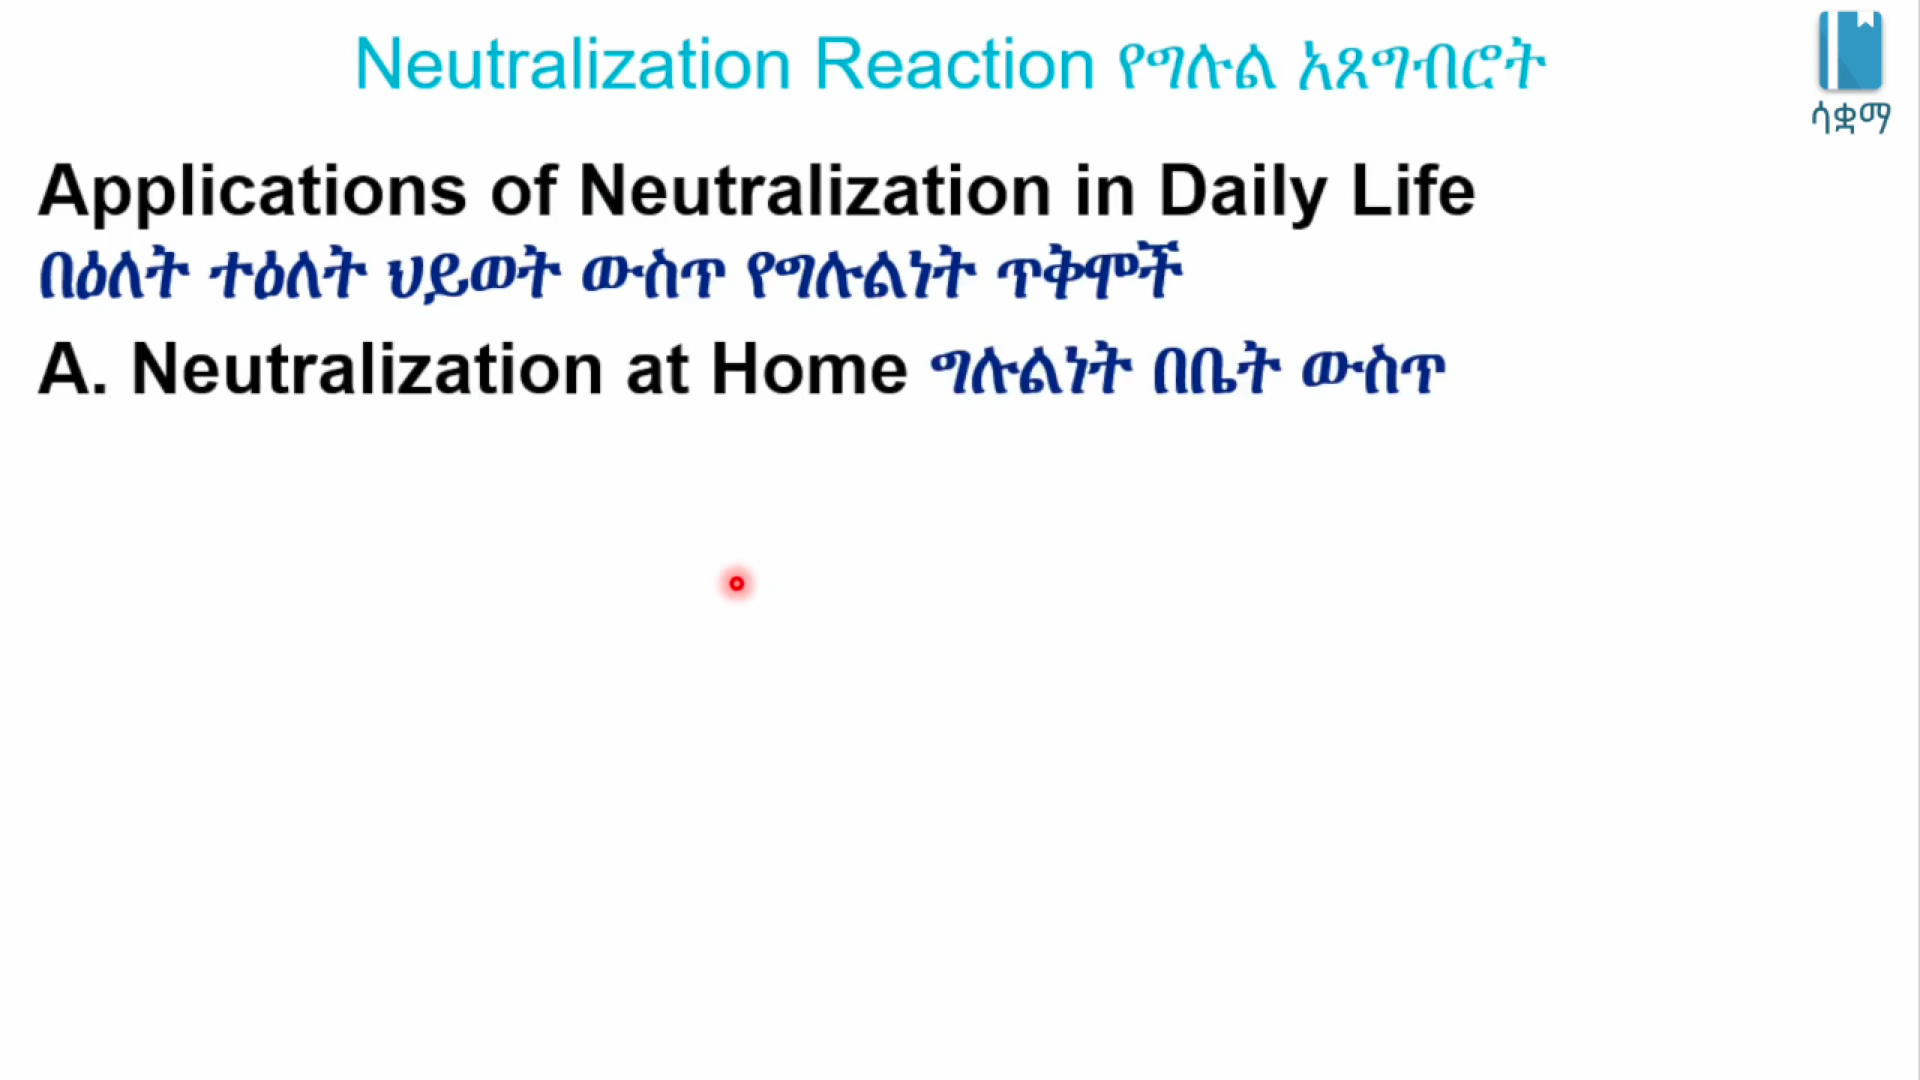 Neutralization Reaction የግሉል አጸግብሮት
ሳቋማ
Applications of Neutralization in Daily Life
በዕለት ተዕለት ህይወት ውስጥ የግሉልነት ጥቅሞች
A. Neutralization at Home ግሉልነት በቤት ውስጥ